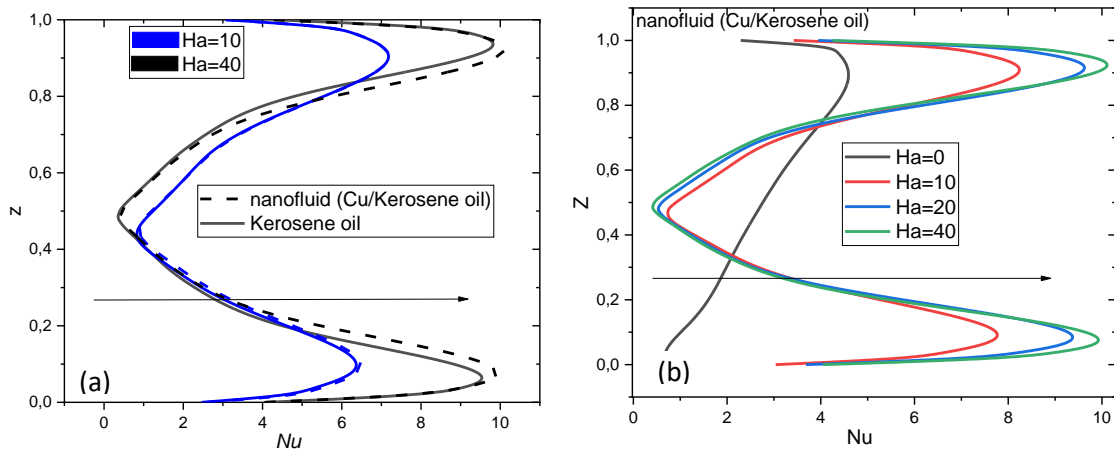 1,0
0,8
0,6
0,4
0,2
0,0
z
Ha=10
Ha=40
nanofluid (Cu/Kerosene oil)
Kerosene oil
(a)
0 2 4 6 8 10
Nu
nanofluid (Cu/Kerosene oil)
1,0
0,8
0,6
0,4
0,2
0,0
Z
Ha=0
Ha=10
Ha=20
Ha=40
(b)
0 2 4 6 8 10
Nu